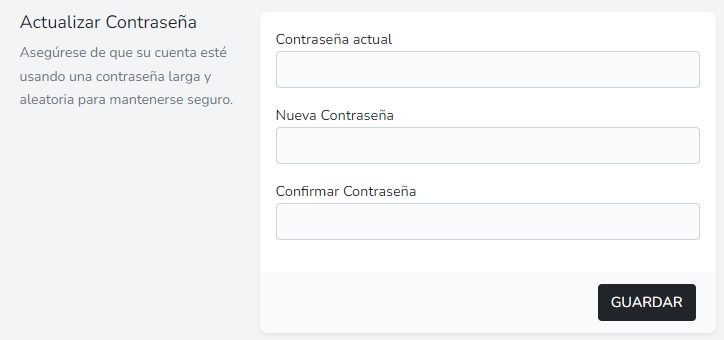 Actualizar Contraseña
Asegúrese de que su cuenta esté
usando una contraseña larga y
aleatoria para mantenerse seguro.
Contraseña actual
Nueva Contraseña
Confirmar Contraseña
GUARDAR